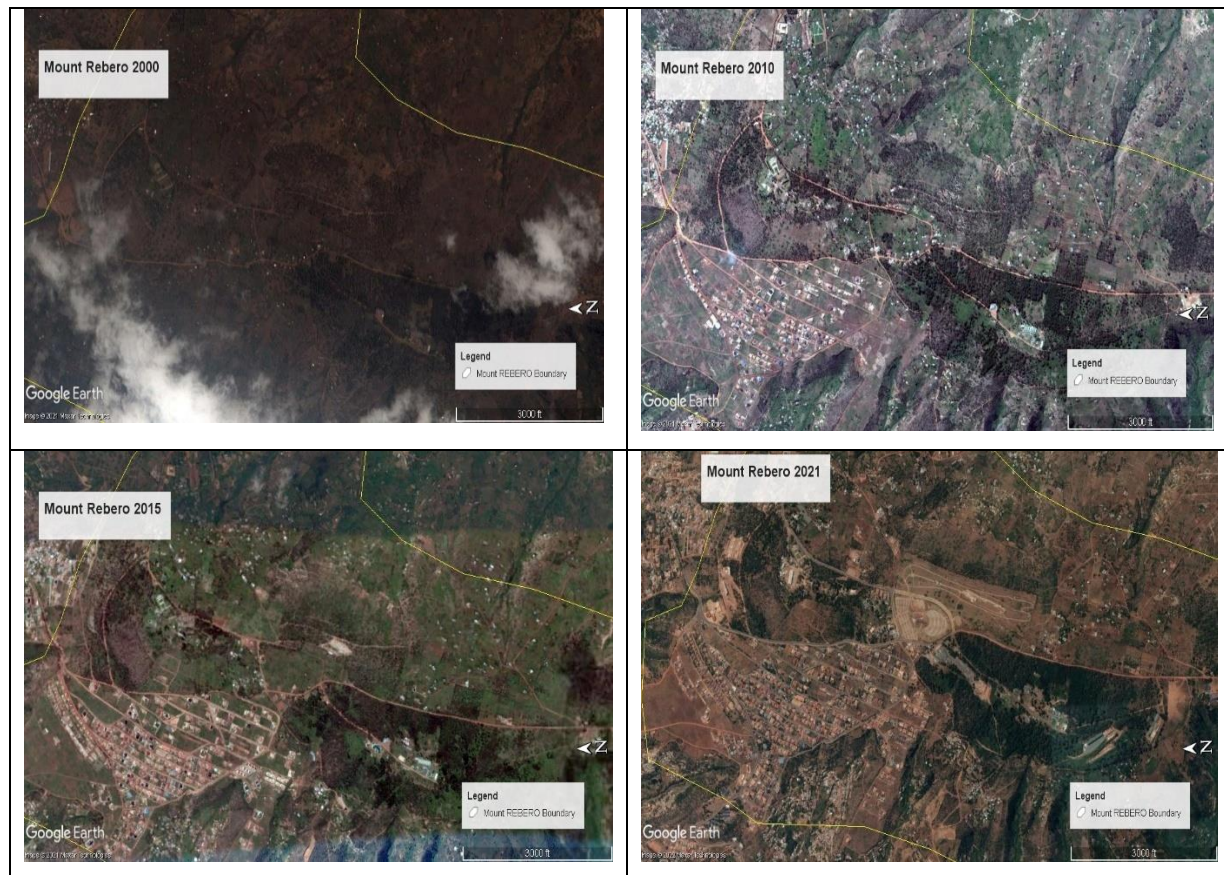 Mount Rebero 2000
Z
Legend
Mount REBERO Boundary
Google Earth
3000 ft
Mount Rebero 2010
Z
Legend
Mount REBERO Boundary
Google Earth
3000 ft
Mount Rebero 2015
Z
Legend
Mount REBERO Boundary
Google Earth
3000 ft
Mount Rebero 2021
Z
Legend
Mount REBERO Boundary
Google Earth
3000 ft